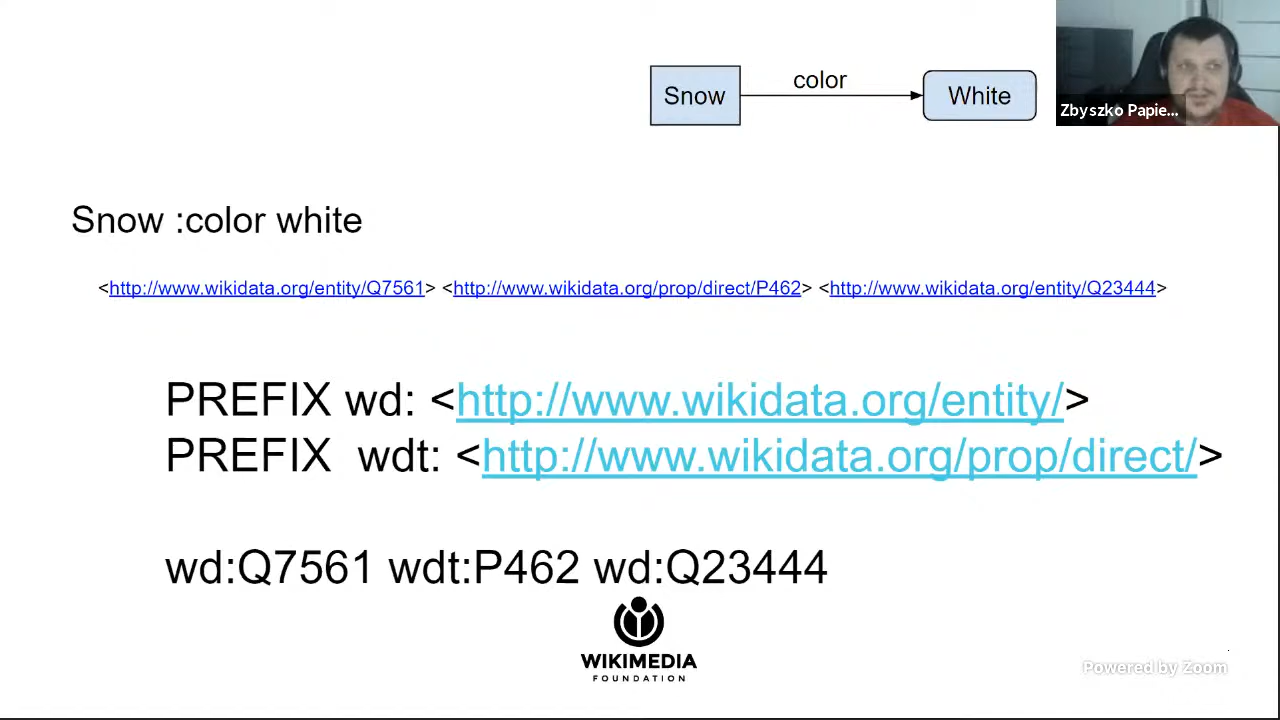 Snow
color
White
Zbyszko Papie...
Snow :color white
<http://www.wikidata.org/entity/Q7561> <http://www.wikidata.org/prop/direct/P462> <http://www.wikidata.org/entity/Q23444>
PREFIX wd: <http://www.wikidata.org/entity/>
PREFIX wdt: <http://www.wikidata.org/prop/direct/>
wd:Q7561 wdt:P462 wd:Q23444
WIKIMEDIA
FOUNDATION
Powered by Zoom